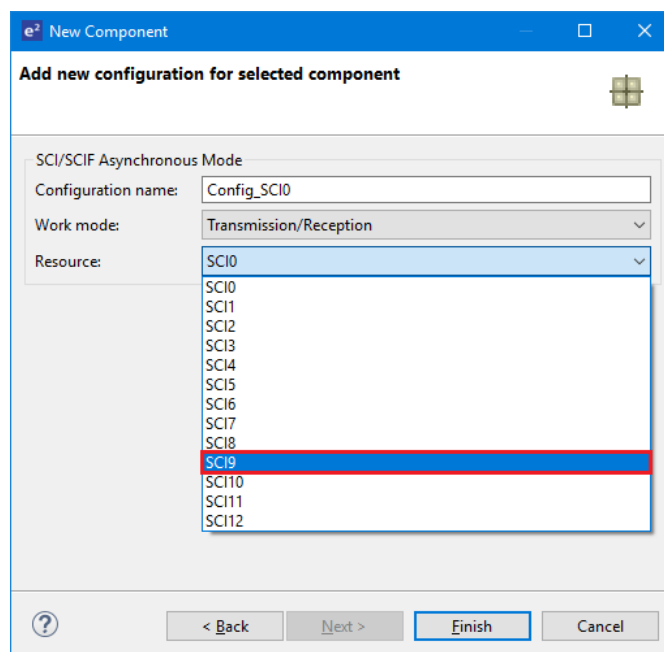 e² New Component
Add new configuration for selected component
SCI/SCIF Asynchronous Mode
Configuration name: Config_SCI0
Work mode: Transmission/Reception
Resource: SCI0
SCI0
SCI1
SCI2
SCI3
SCI4
SCI5
SCI6
SCI7
SCI8
SCI9
SCI10
SCI11
SCI12
? < Back Next > Finish Cancel